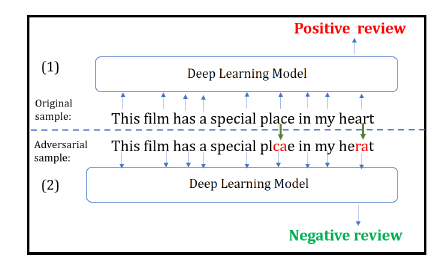 Positive review
(1)
Deep Learning Model
Original
sample:
This film has a special place in my heart
Adversarial
sample:
This film has a special plcae in my herat
(2)
Deep Learning Model
Negative review